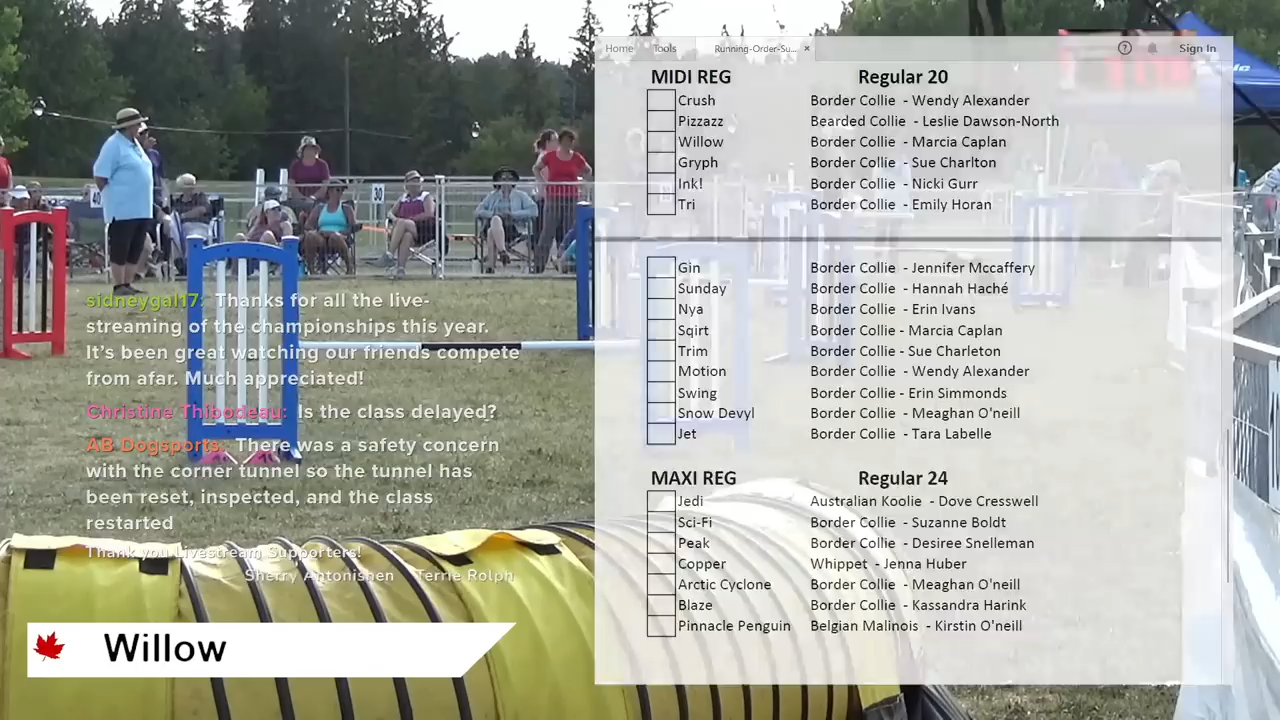 Home Tools Running-Order-Su... × ? Sign In
MIDI REG Regular 20
Crush Border Collie - Wendy Alexander
Pizzazz Bearded Collie - Leslie Dawson-North
Willow Border Collie - Marcia Caplan
Gryph Border Collie - Sue Charlton
Ink! Border Collie - Nicki Gurr
Tri Border Collie - Emily Horan
Gin Border Collie - Jennifer Mccaffery
Sunday Border Collie - Hannah Haché
Nya Border Collie - Erin Ivans
Sqirt Border Collie - Marcia Caplan
Trim Border Collie - Sue Charleton
Motion Border Collie - Wendy Alexander
Swing Border Collie - Erin Simmonds
Snow Devyl Border Collie - Meaghan O'neill
Jet Border Collie - Tara Labelle
MAXI REG Regular 24
Jedi Australian Koolie - Dove Cresswell
Sci-Fi Border Collie - Suzanne Boldt
Peak Border Collie - Desiree Snelleman
Copper Whippet - Jenna Huber
Arctic Cyclone Border Collie - Meaghan O'neill
Blaze Border Collie - Kassandra Harink
Pinnacle Penguin Belgian Malinois - Kirstin O'neill
30
sidneygal17: Thanks for all the live-
streaming of the championships this year.
It's been great watching our friends compete
from afar. Much appreciated!
Christine Thibodeau: Is the class delayed?
AB Dogsports: There was a safety concern
with the corner tunnel so the tunnel has
been reset, inspected, and the class
restarted
Thank you Livestream Supporters!
Sherry Antonishen Terrie Rolph
Willow